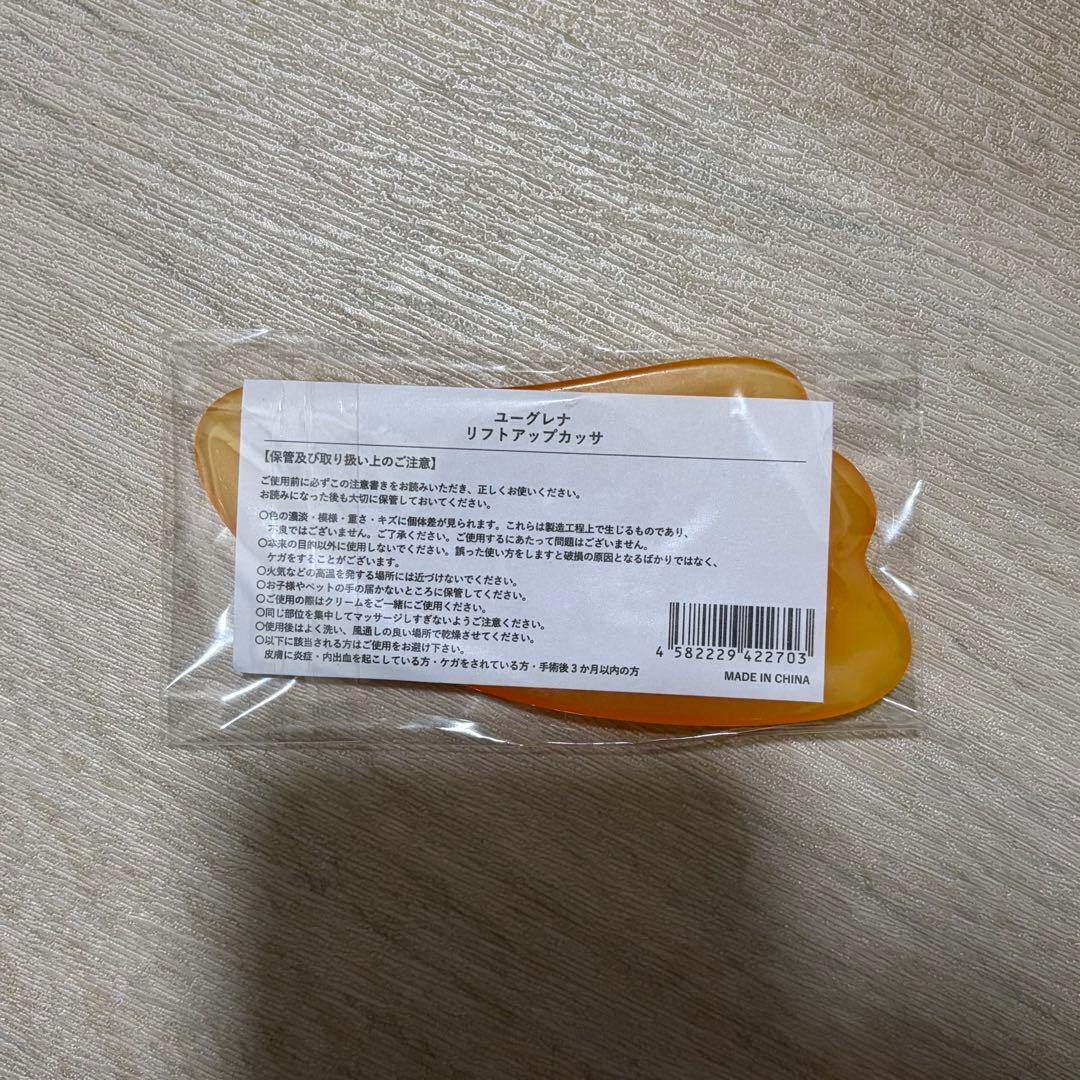 ユーグレナ
リフトアップカッサ
【保管及び取り扱い上のご注意】
ご使用前に必ずこの注意書きをお読みいただき、正しくお使いください。
お読みになった後も大切に保管しておいてください。
○色の濃淡・模様・重さ・キズに個体差が見られます。これらは製造工程上で生じるものであり、
不良ではございません。ご了承ください。ご使用するにあたって問題はございません。
○本来の目的以外に使用しないでください。誤った使い方をしますと破損の原因となるばかりではなく、
ケガをすることがございます。
○火気などの高温を発する場所には近づけないでください。
○お子様やペットの手の届かないところに保管してください。
○ご使用の際はクリームをご一緒にご使用ください。
○同じ部位を集中してマッサージしすぎないようご注意ください。
○使用後はよく洗い、風通しの良い場所で乾燥させてください。
○以下に該当される方はご使用をお避け下さい。
皮膚に炎症・内出血を起こしている方・ケガをされている方・手術後3か月以内の方
4 582229 422703
MADE IN CHINA